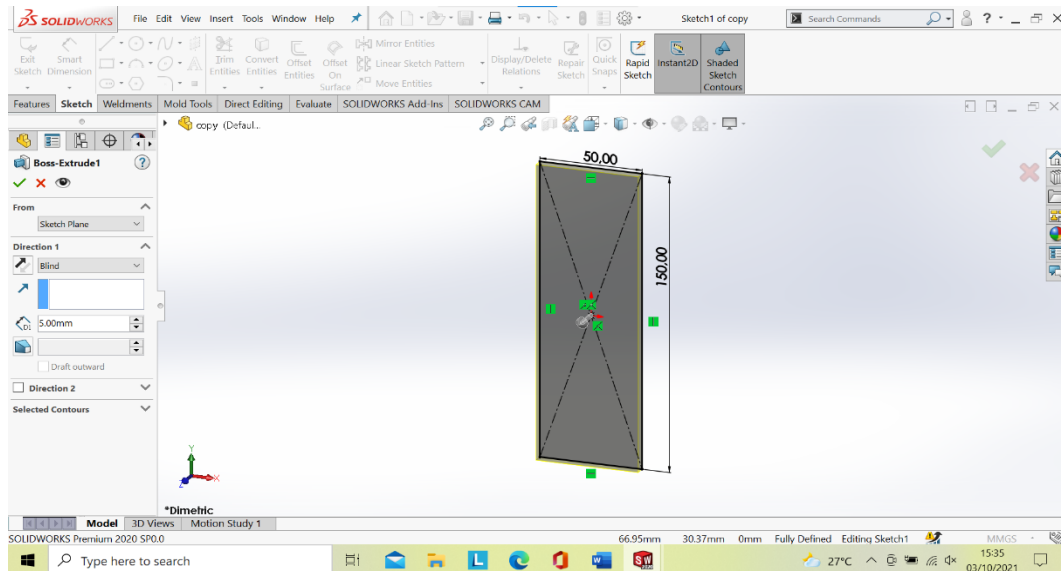 SOLIDWORKS File Edit View Insert Tools Window Help Sketch1 of copy Search Commands ?
Exit Sketch
Smart Dimension
Trim Entities
Convert Entities
Offset Entities
Offset On Surface
Mirror Entities
Linear Sketch Pattern
Move Entities
Display/Delete Relations
Repair Sketch
Quick Snaps
Rapid Sketch
Instant2D
Shaded Sketch Contours
Features Sketch Weldments Mold Tools Direct Editing Evaluate SOLIDWORKS Add-Ins SOLIDWORKS CAM
copy (Defaul...
Boss-Extrude1
From
Sketch Plane
Direction 1
Blind
D1 5.00mm
Draft outward
Direction 2
Selected Contours
50,00
150,00
Y
X
Z
*Dimetric
Model 3D Views Motion Study 1
SOLIDWORKS Premium 2020 SP0.0 66.95mm 30.37mm 0mm Fully Defined Editing Sketch1 MMGS
Type here to search
27°C
15:35
03/10/2021